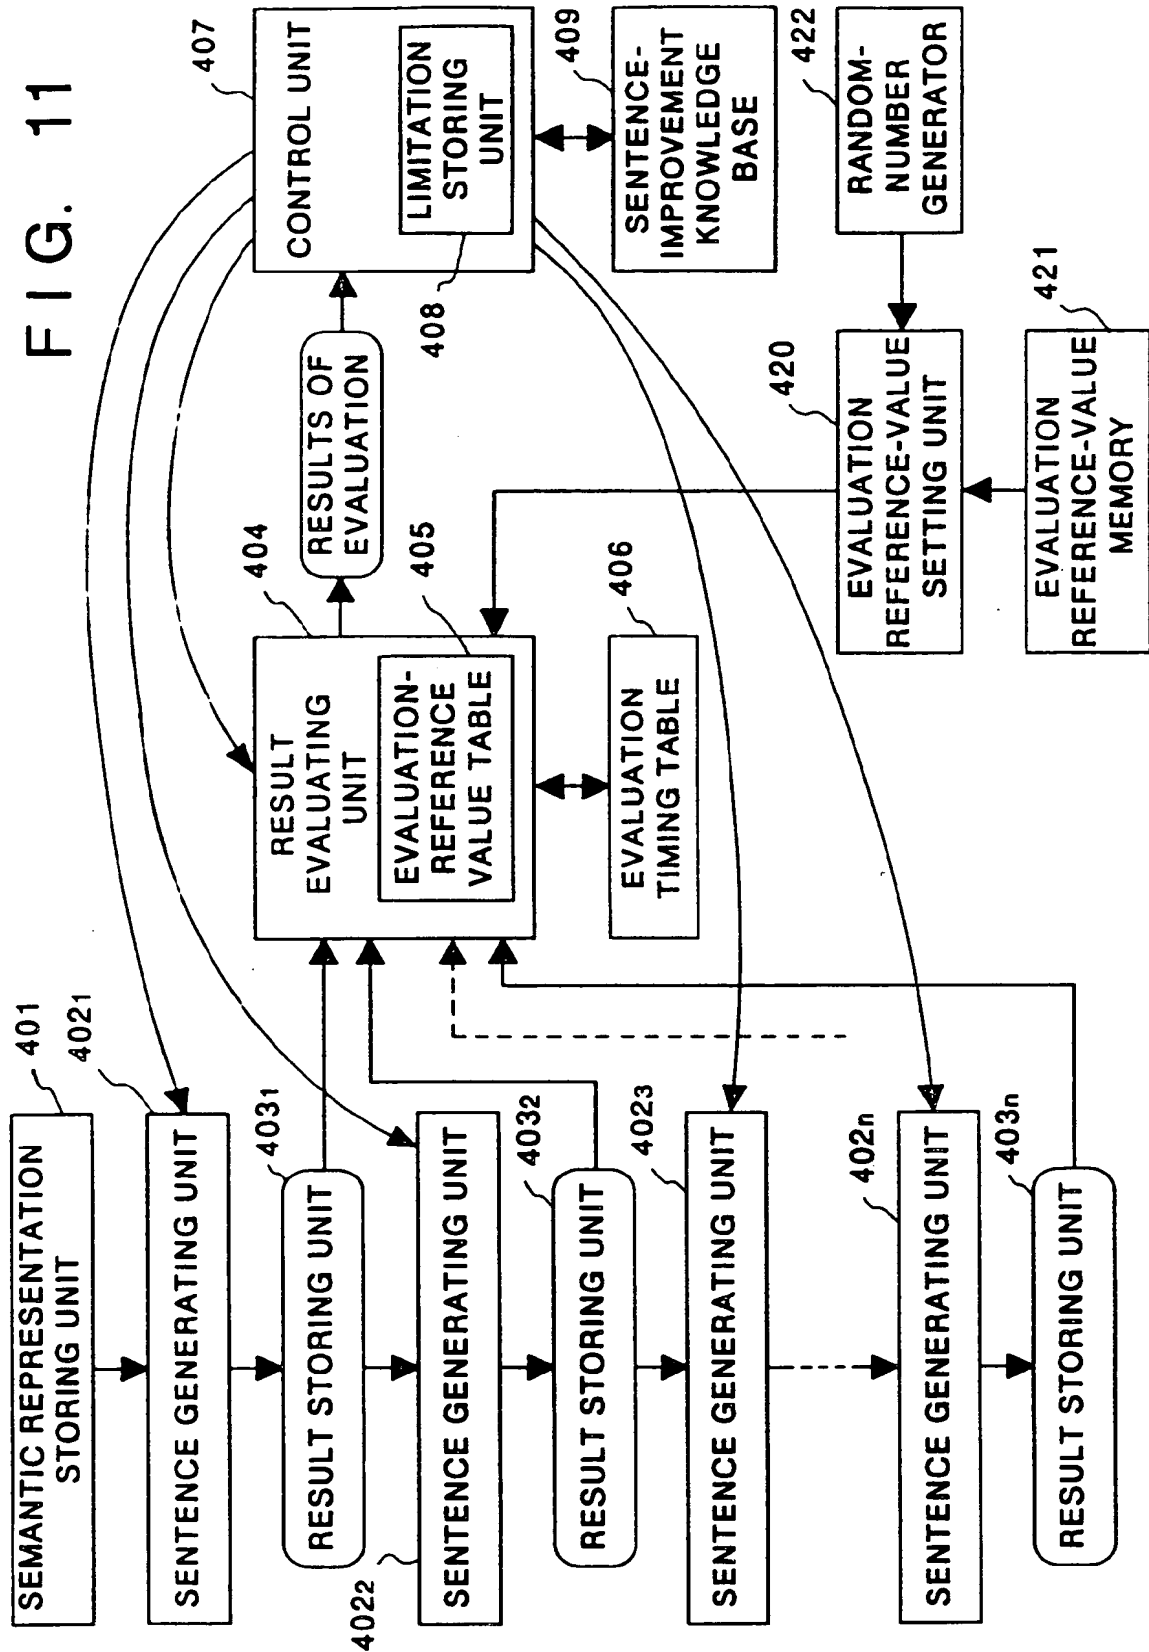 FIG. 11
SEMANTIC REPRESENTATION
STORING UNIT
401
SENTENCE GENERATING UNIT
4021
RESULT STORING UNIT
4031
SENTENCE GENERATING UNIT
4022
RESULT STORING UNIT
4032
SENTENCE GENERATING UNIT
4023
SENTENCE GENERATING UNIT
402n
RESULT STORING UNIT
403n
RESULT
EVALUATING
UNIT
404
EVALUATION-
REFERENCE
VALUE TABLE
405
EVALUATION
TIMING TABLE
406
RESULTS OF
EVALUATION
CONTROL UNIT
407
LIMITATION
STORING
UNIT
408
SENTENCE-
IMPROVEMENT
KNOWLEDGE
BASE
409
EVALUATION
REFERENCE-VALUE
SETTING UNIT
420
EVALUATION
REFERENCE-VALUE
MEMORY
421
RANDOM-
NUMBER
GENERATOR
422